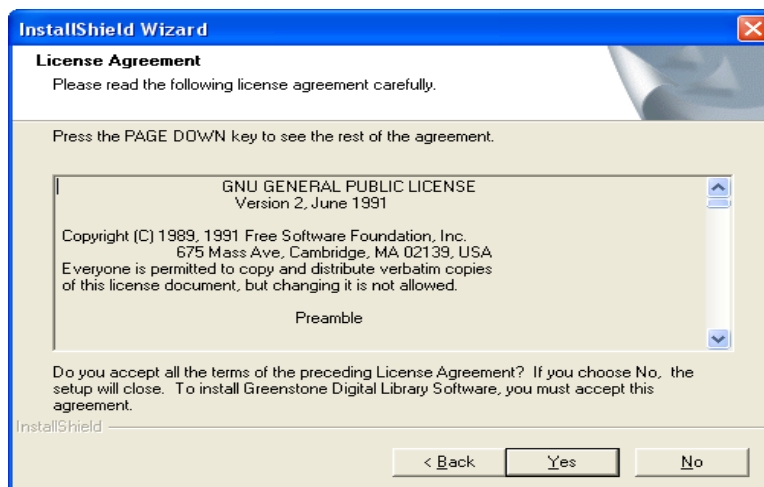 InstallShield Wizard
License Agreement
Please read the following license agreement carefully.
Press the PAGE DOWN key to see the rest of the agreement.
GNU GENERAL PUBLIC LICENSE
Version 2, June 1991
Copyright (C) 1989, 1991 Free Software Foundation, Inc.
675 Mass Ave, Cambridge, MA 02139, USA
Everyone is permitted to copy and distribute verbatim copies
of this license document, but changing it is not allowed.
Preamble
Do you accept all the terms of the preceding License Agreement?  If you choose No,  the
setup will close.  To install Greenstone Digital Library Software, you must accept this
agreement.
InstallShield
< Back
Yes
No